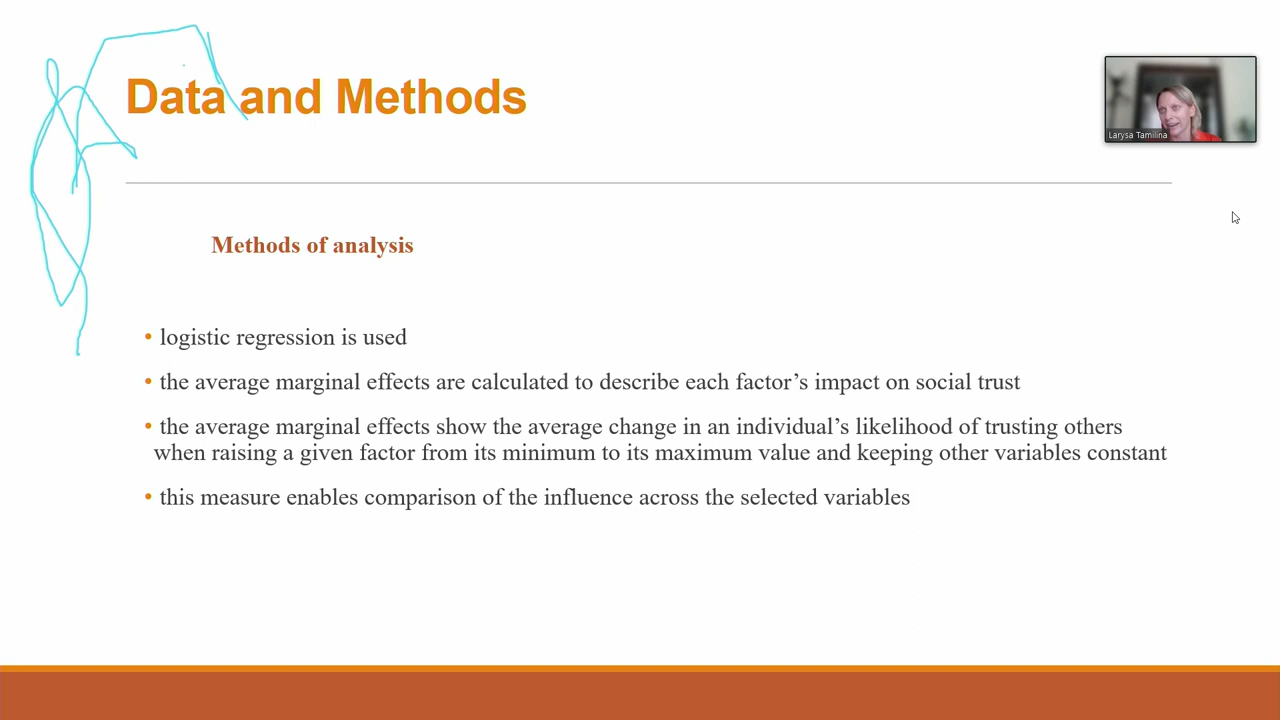 Data and Methods
Larysa Tamilina
Methods of analysis
• logistic regression is used
• the average marginal effects are calculated to describe each factor’s impact on social trust
• the average marginal effects show the average change in an individual’s likelihood of trusting others
when raising a given factor from its minimum to its maximum value and keeping other variables constant
• this measure enables comparison of the influence across the selected variables